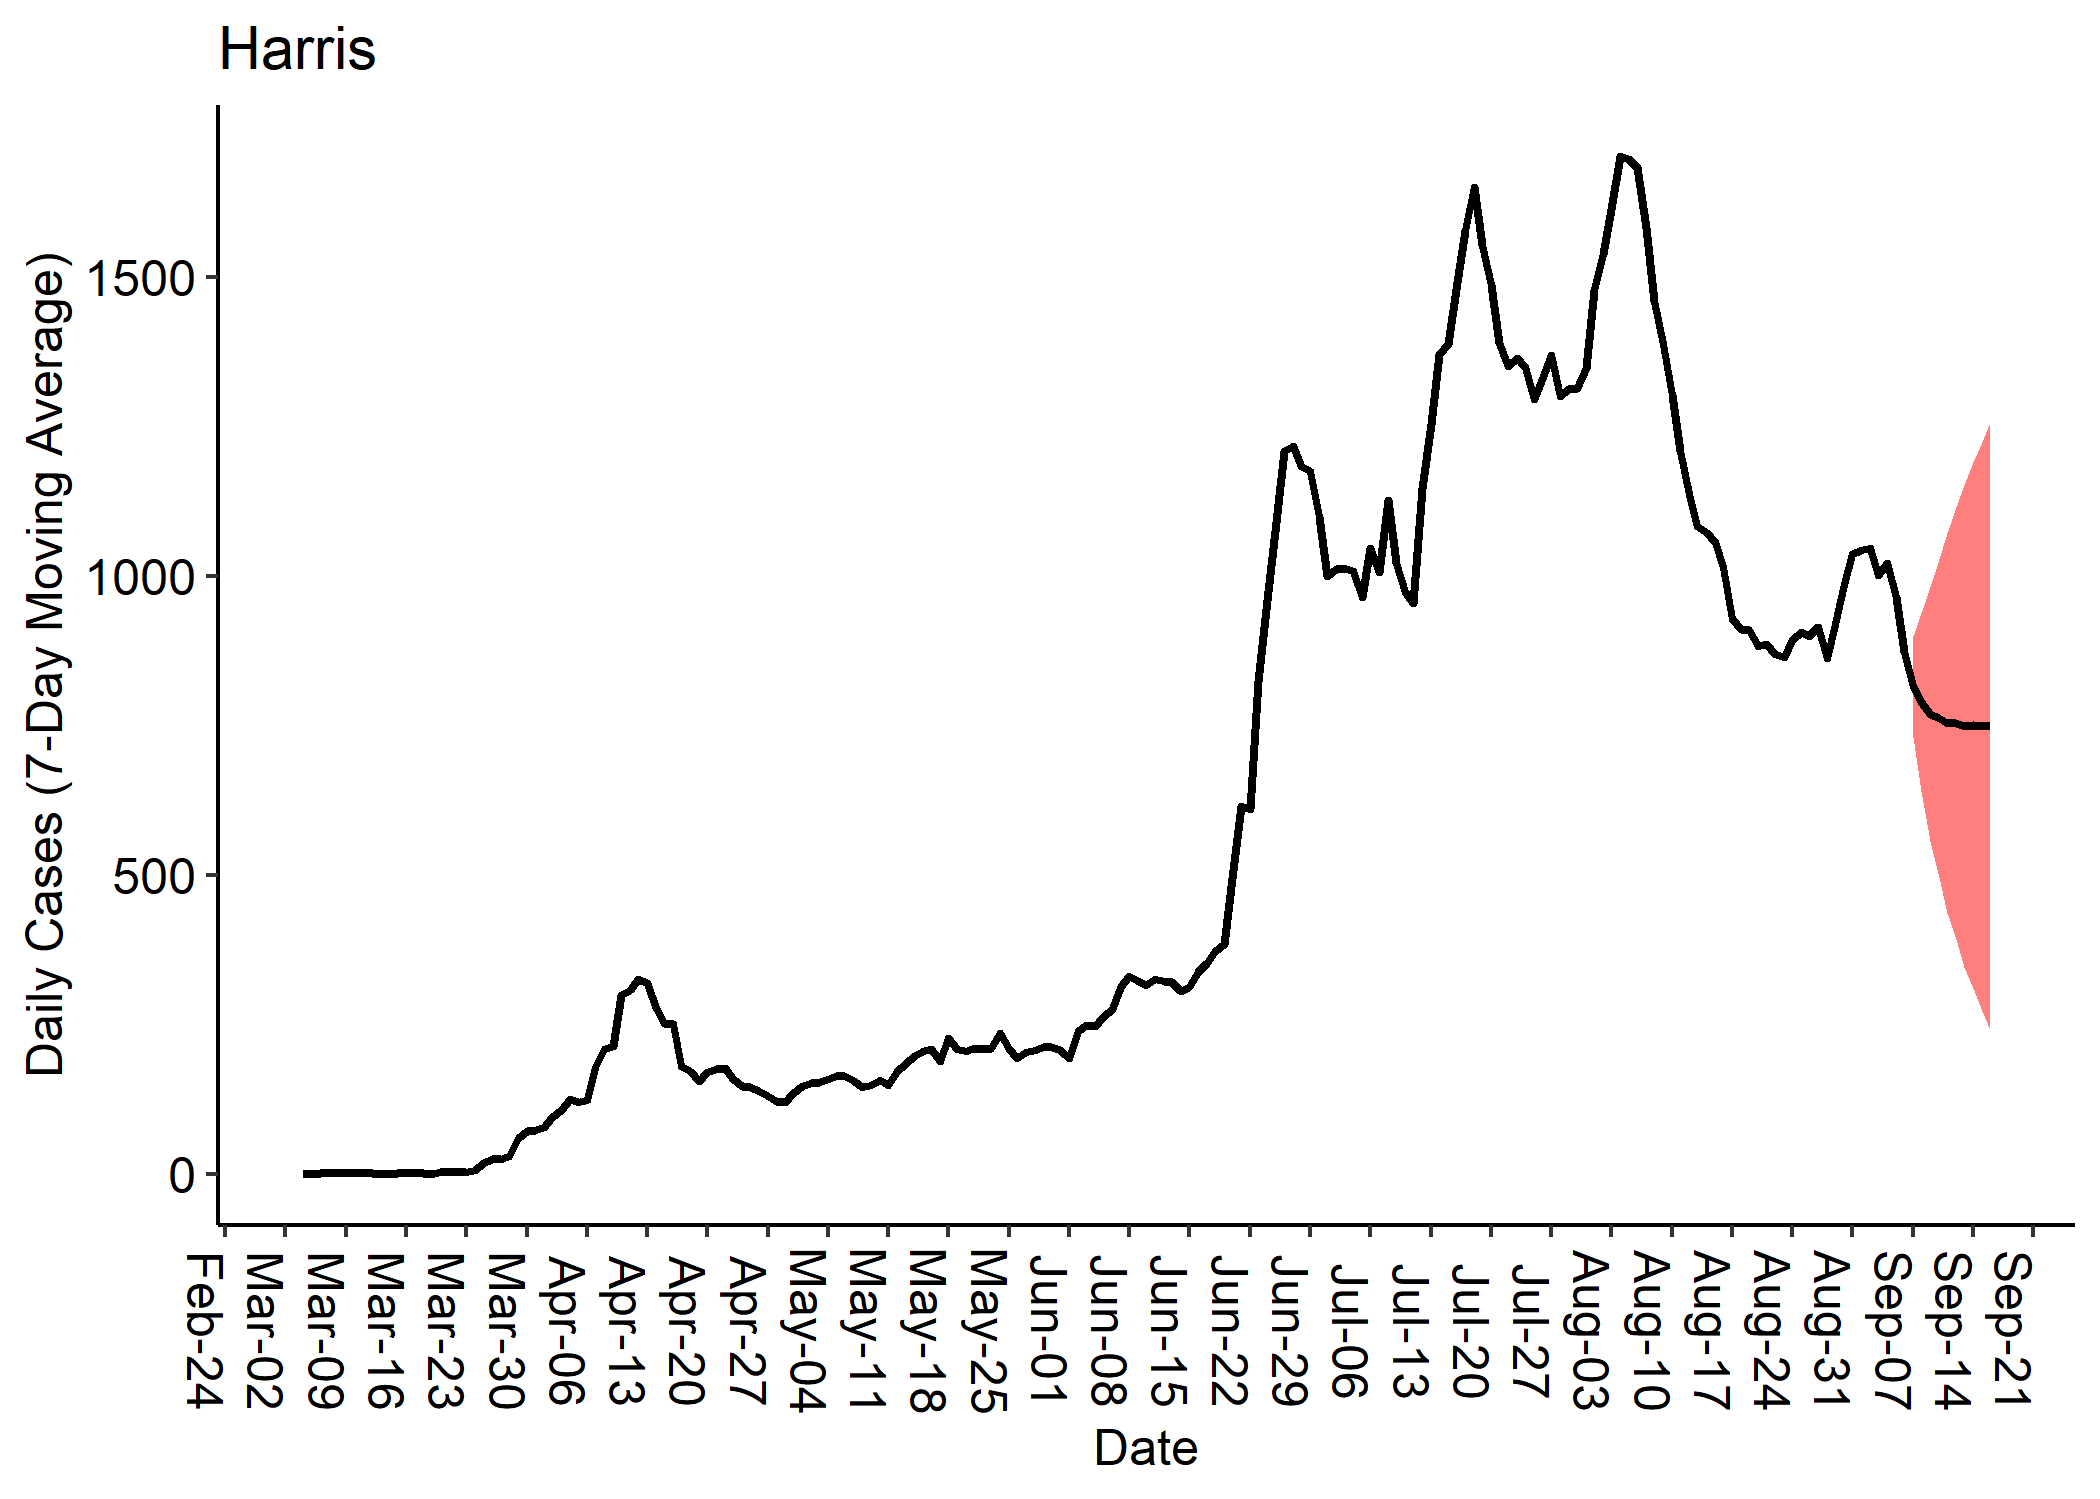 Harris
Daily Cases (7-Day Moving Average)
1500
1000
500
0
Feb-24
Mar-02
Mar-09
Mar-16
Mar-23
Mar-30
Apr-06
Apr-13
Apr-20
Apr-27
May-04
May-11
May-18
May-25
Jun-01
Jun-08
Jun-15
Jun-22
Jun-29
Jul-06
Jul-13
Jul-20
Jul-27
Aug-03
Aug-10
Aug-17
Aug-24
Aug-31
Sep-07
Sep-14
Sep-21
Date